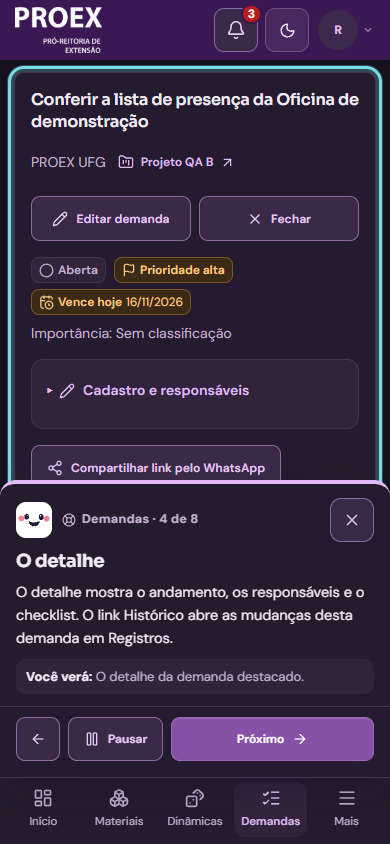 PROEX
PRÓ-REITORIA DE
EXTENSÃO
3
R
Conferir a lista de presença da Oficina de
demonstração
PROEX UFG
Projeto QA B
Editar demanda
Fechar
Aberta
Prioridade alta
Vence hoje 16/11/2026
Importância: Sem classificação
Cadastro e responsáveis
Compartilhar link pelo WhatsApp
Demandas · 4 de 8
O detalhe
O detalhe mostra o andamento, os responsáveis e o
checklist. O link Histórico abre as mudanças desta
demanda em Registros.
Você verá: O detalhe da demanda destacado.
Pausar
Próximo
Início
Materiais
Dinâmicas
Demandas
Mais